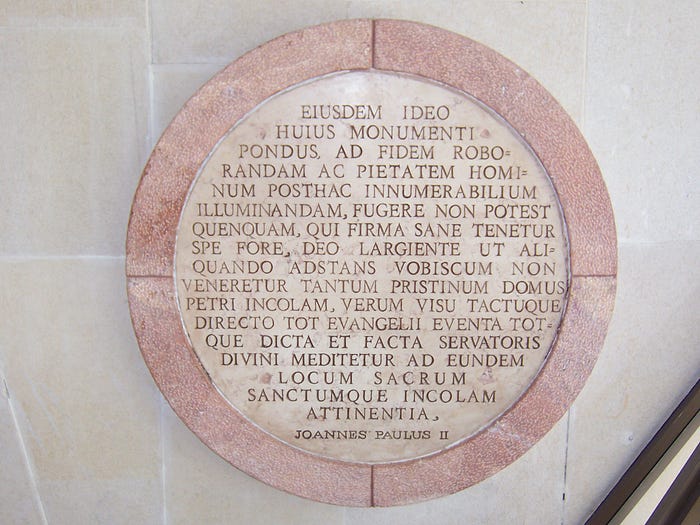 EIUSDEM IDEO
HUIUS MONUMENTI
PONDUS, AD FIDEM ROBO=
RANDAM AC PIETATEM HOMI=
NUM POSTHAC INNUMERABILIUM
ILLUMINANDAM, FUGERE NON POTEST
QUENQUAM, QUI FIRMA SANE TENETUR
SPE FORE, DEO LARGIENTE UT ALI=
QUANDO ADSTANS VOBISCUM NON
VENERETUR TANTUM PRISTINUM DOMUS
PETRI INCOLAM, VERUM VISU TACTUQUE
DIRECTO TOT EVANGELII EVENTA TOT=
QUE DICTA ET FACTA SERVATORIS
DIVINI MEDITETUR AD EUNDEM
LOCUM SACRUM
SANCTUMQUE INCOLAM
ATTINENTIA,
JOANNES PAULUS II